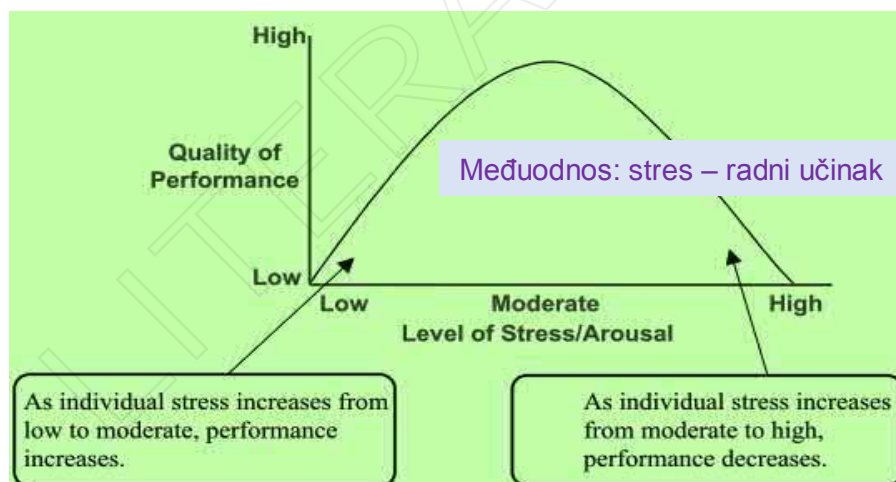 High
Quality of
Performance
Međuodnos: stres – radni učinak
Low
Low
Moderate
High
Level of Stress/Arousal
As individual stress increases from
low to moderate, performance
increases.
As individual stress increases
from moderate to high,
performance decreases.
LITERA